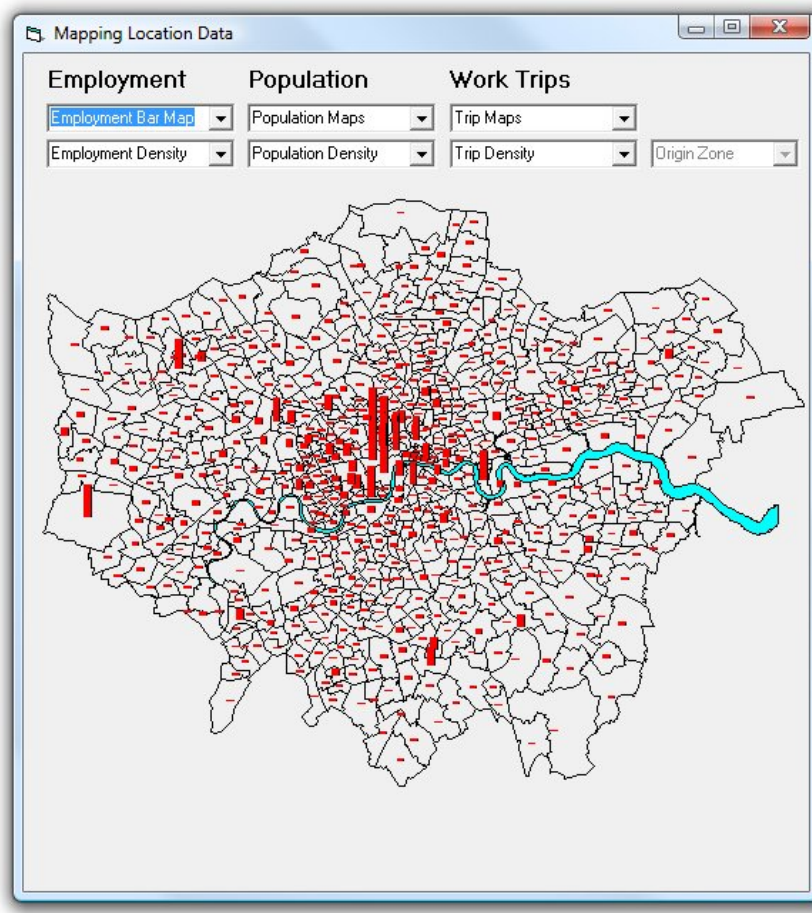 Mapping Location Data
Employment Population Work Trips
Employment Bar Map Population Maps Trip Maps
Employment Density Population Density Trip Density Origin Zone